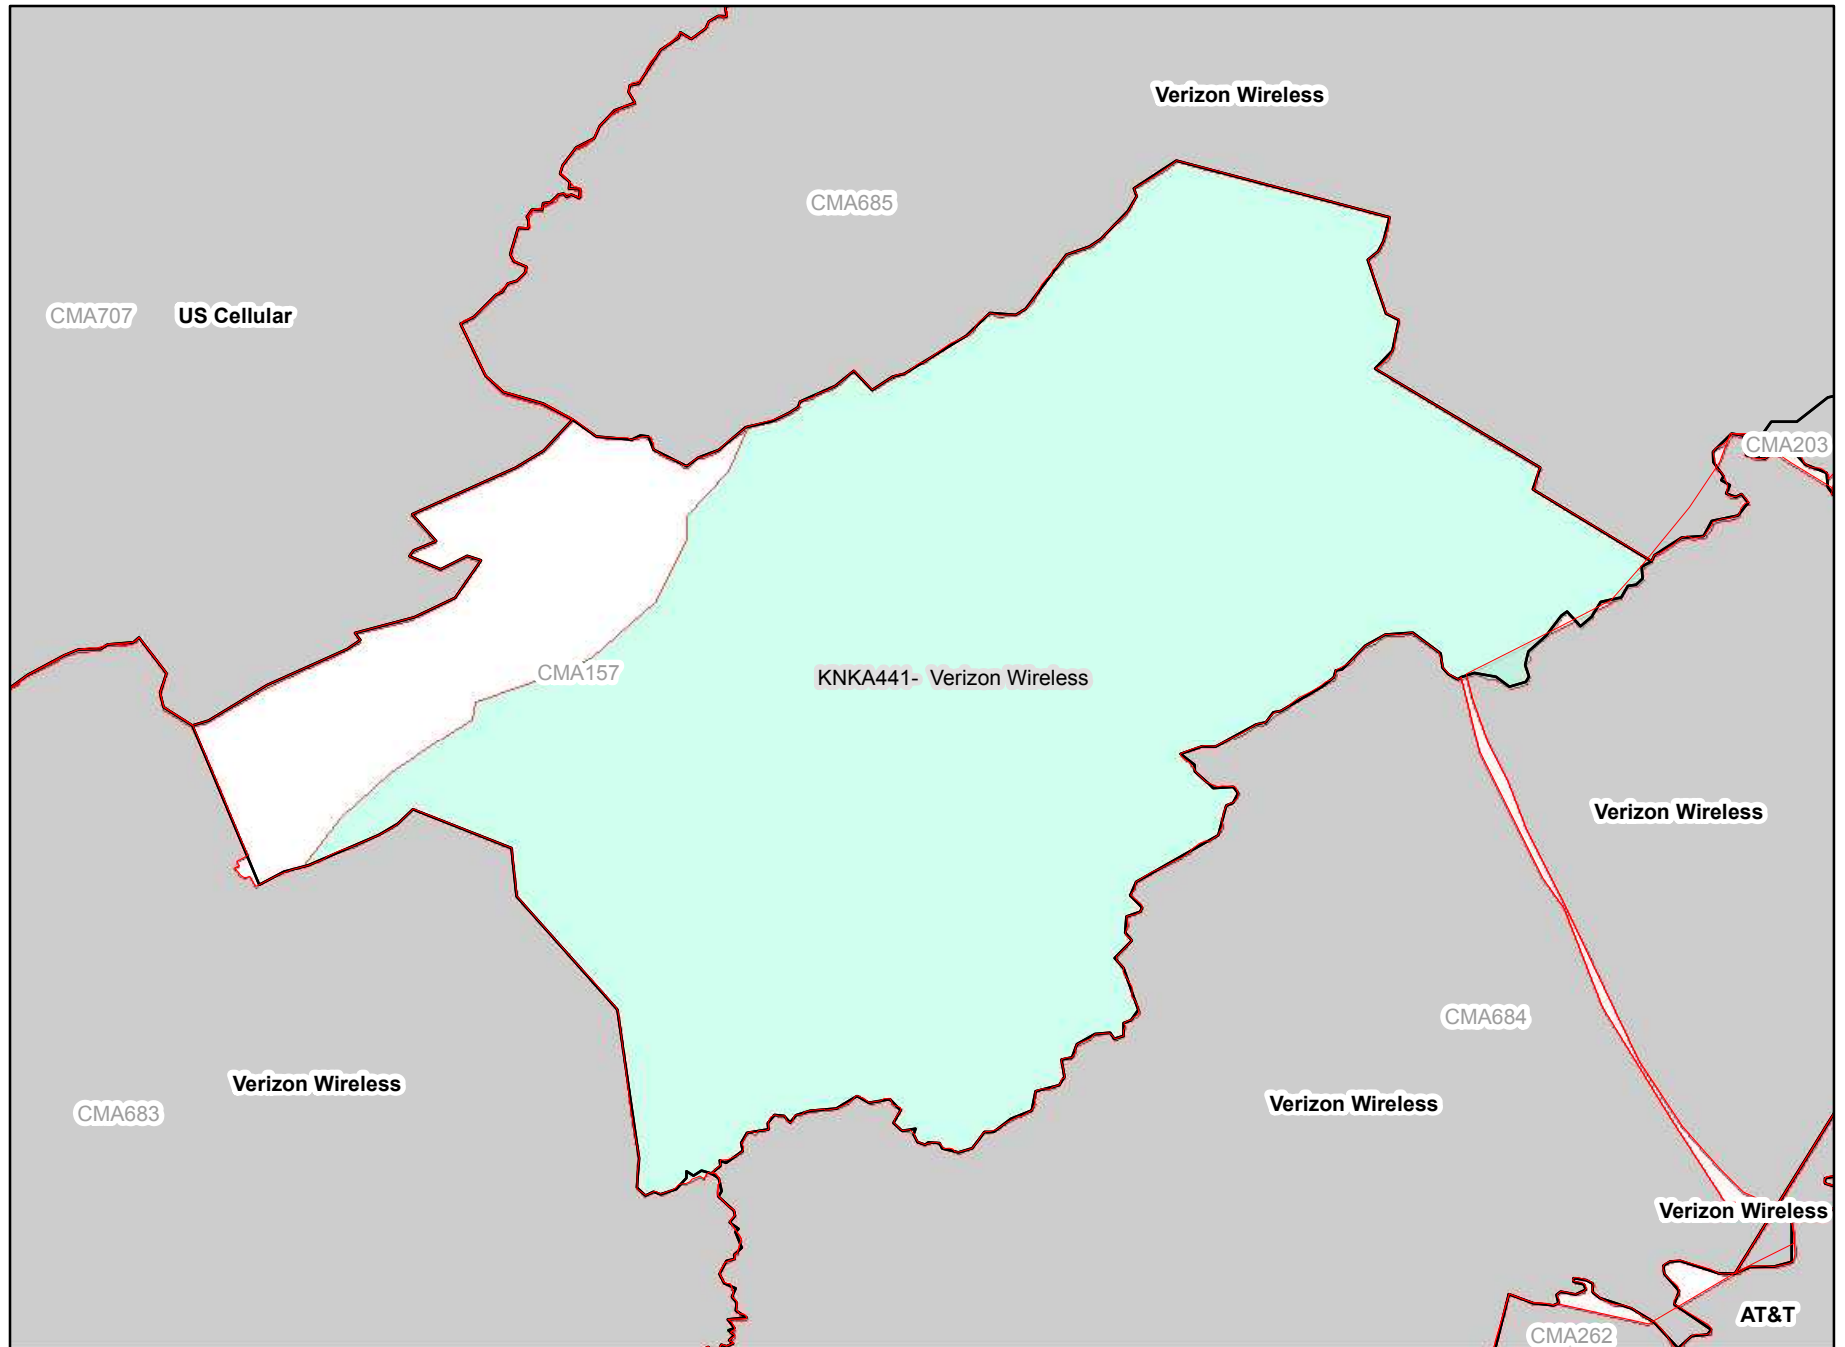 Verizon Wireless
CMA685
CMA707
US Cellular
CMA203
CMA157
KNKA441- Verizon Wireless
Verizon Wireless
CMA684
Verizon Wireless
CMA683
Verizon Wireless
Verizon Wireless
AT&T
CMA262